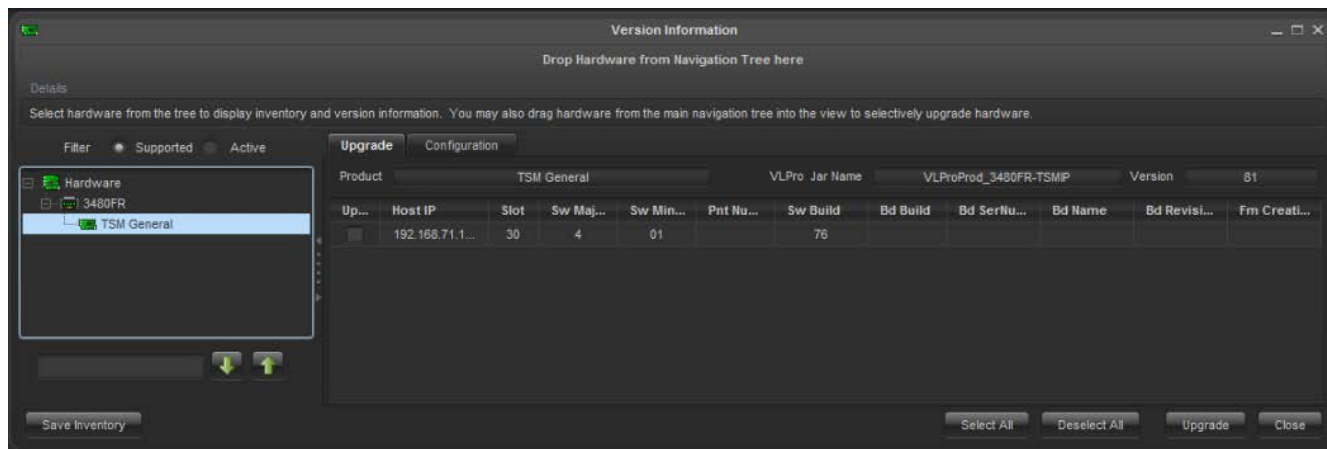 Version Information
Drop Hardware from Navigation Tree here
Details
Select hardware from the tree to display inventory and version information. You may also drag hardware from the main navigation tree into the view to selectively upgrade hardware.
Filter Supported Active
Hardware
3480FR
TSM General
Upgrade Configuration
Product TSM General VLPro Jar Name VLProProd_3480FR-TSMIP Version 81
Up... Host IP Slot Sw Maj... Sw Min... Pnt Nu... Sw Build Bd Build Bd SerNu... Bd Name Bd Revisi... Fm Creati...
192.168.71.1... 30 4 01 76
Save Inventory Select All Deselect All Upgrade Close